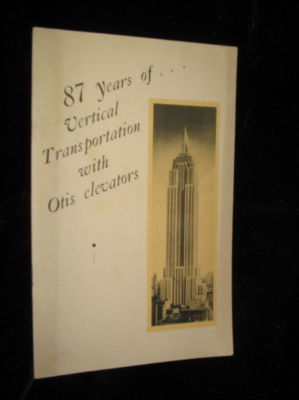 87 Years of . . .
Vertical
Transportation
with
Otis elevators